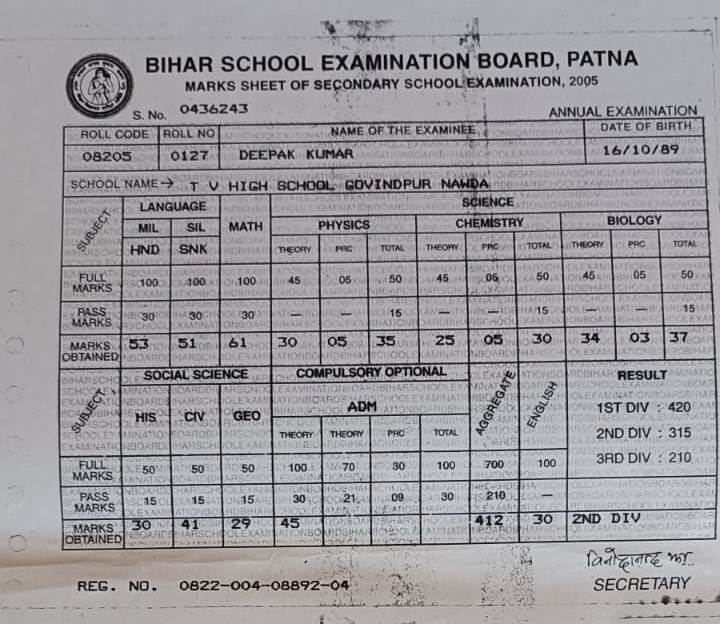 BIHAR SCHOOL EXAMINATION BOARD, PATNA
MARKS SHEET OF SECONDARY SCHOOL EXAMINATION, 2005
S. No. 0436243 ANNUAL EXAMINATION
ROLL CODE ROLL NO NAME OF THE EXAMINEE DATE OF BIRTH
08205 0127 DEEPAK KUMAR 16/10/89
SCHOOL NAME → T V HIGH SCHOOL GOVINDPUR NAWDA
SUBJECT LANGUAGE MATH SCIENCE
MIL SIL PHYSICS CHEMISTRY BIOLOGY
HND SNK THEORY PRC TOTAL THEORY PRC TOTAL THEORY PRC TOTAL
FULL MARKS 100 100 100 45 05 50 45 05 50 45 05 50
PASS MARKS 30 30 30 — — 15 — — 15 — — 15
MARKS OBTAINED 53 51 61 30 05 35 25 05 30 34 03 37
SUBJECT SOCIAL SCIENCE COMPULSORY OPTIONAL AGGREGATE ENGLISH RESULT
HIS CIV GEO ADM 1ST DIV : 420
THEORY THEORY PRC TOTAL 2ND DIV : 315
3RD DIV : 210
FULL MARKS 50 50 50 100 70 30 100 700 100
PASS MARKS 15 15 15 30 21 09 30 210 —
MARKS OBTAINED 30 41 29 45 412 30 2ND DIV
REG. NO. 0822-004-08892-04
SECRETARY